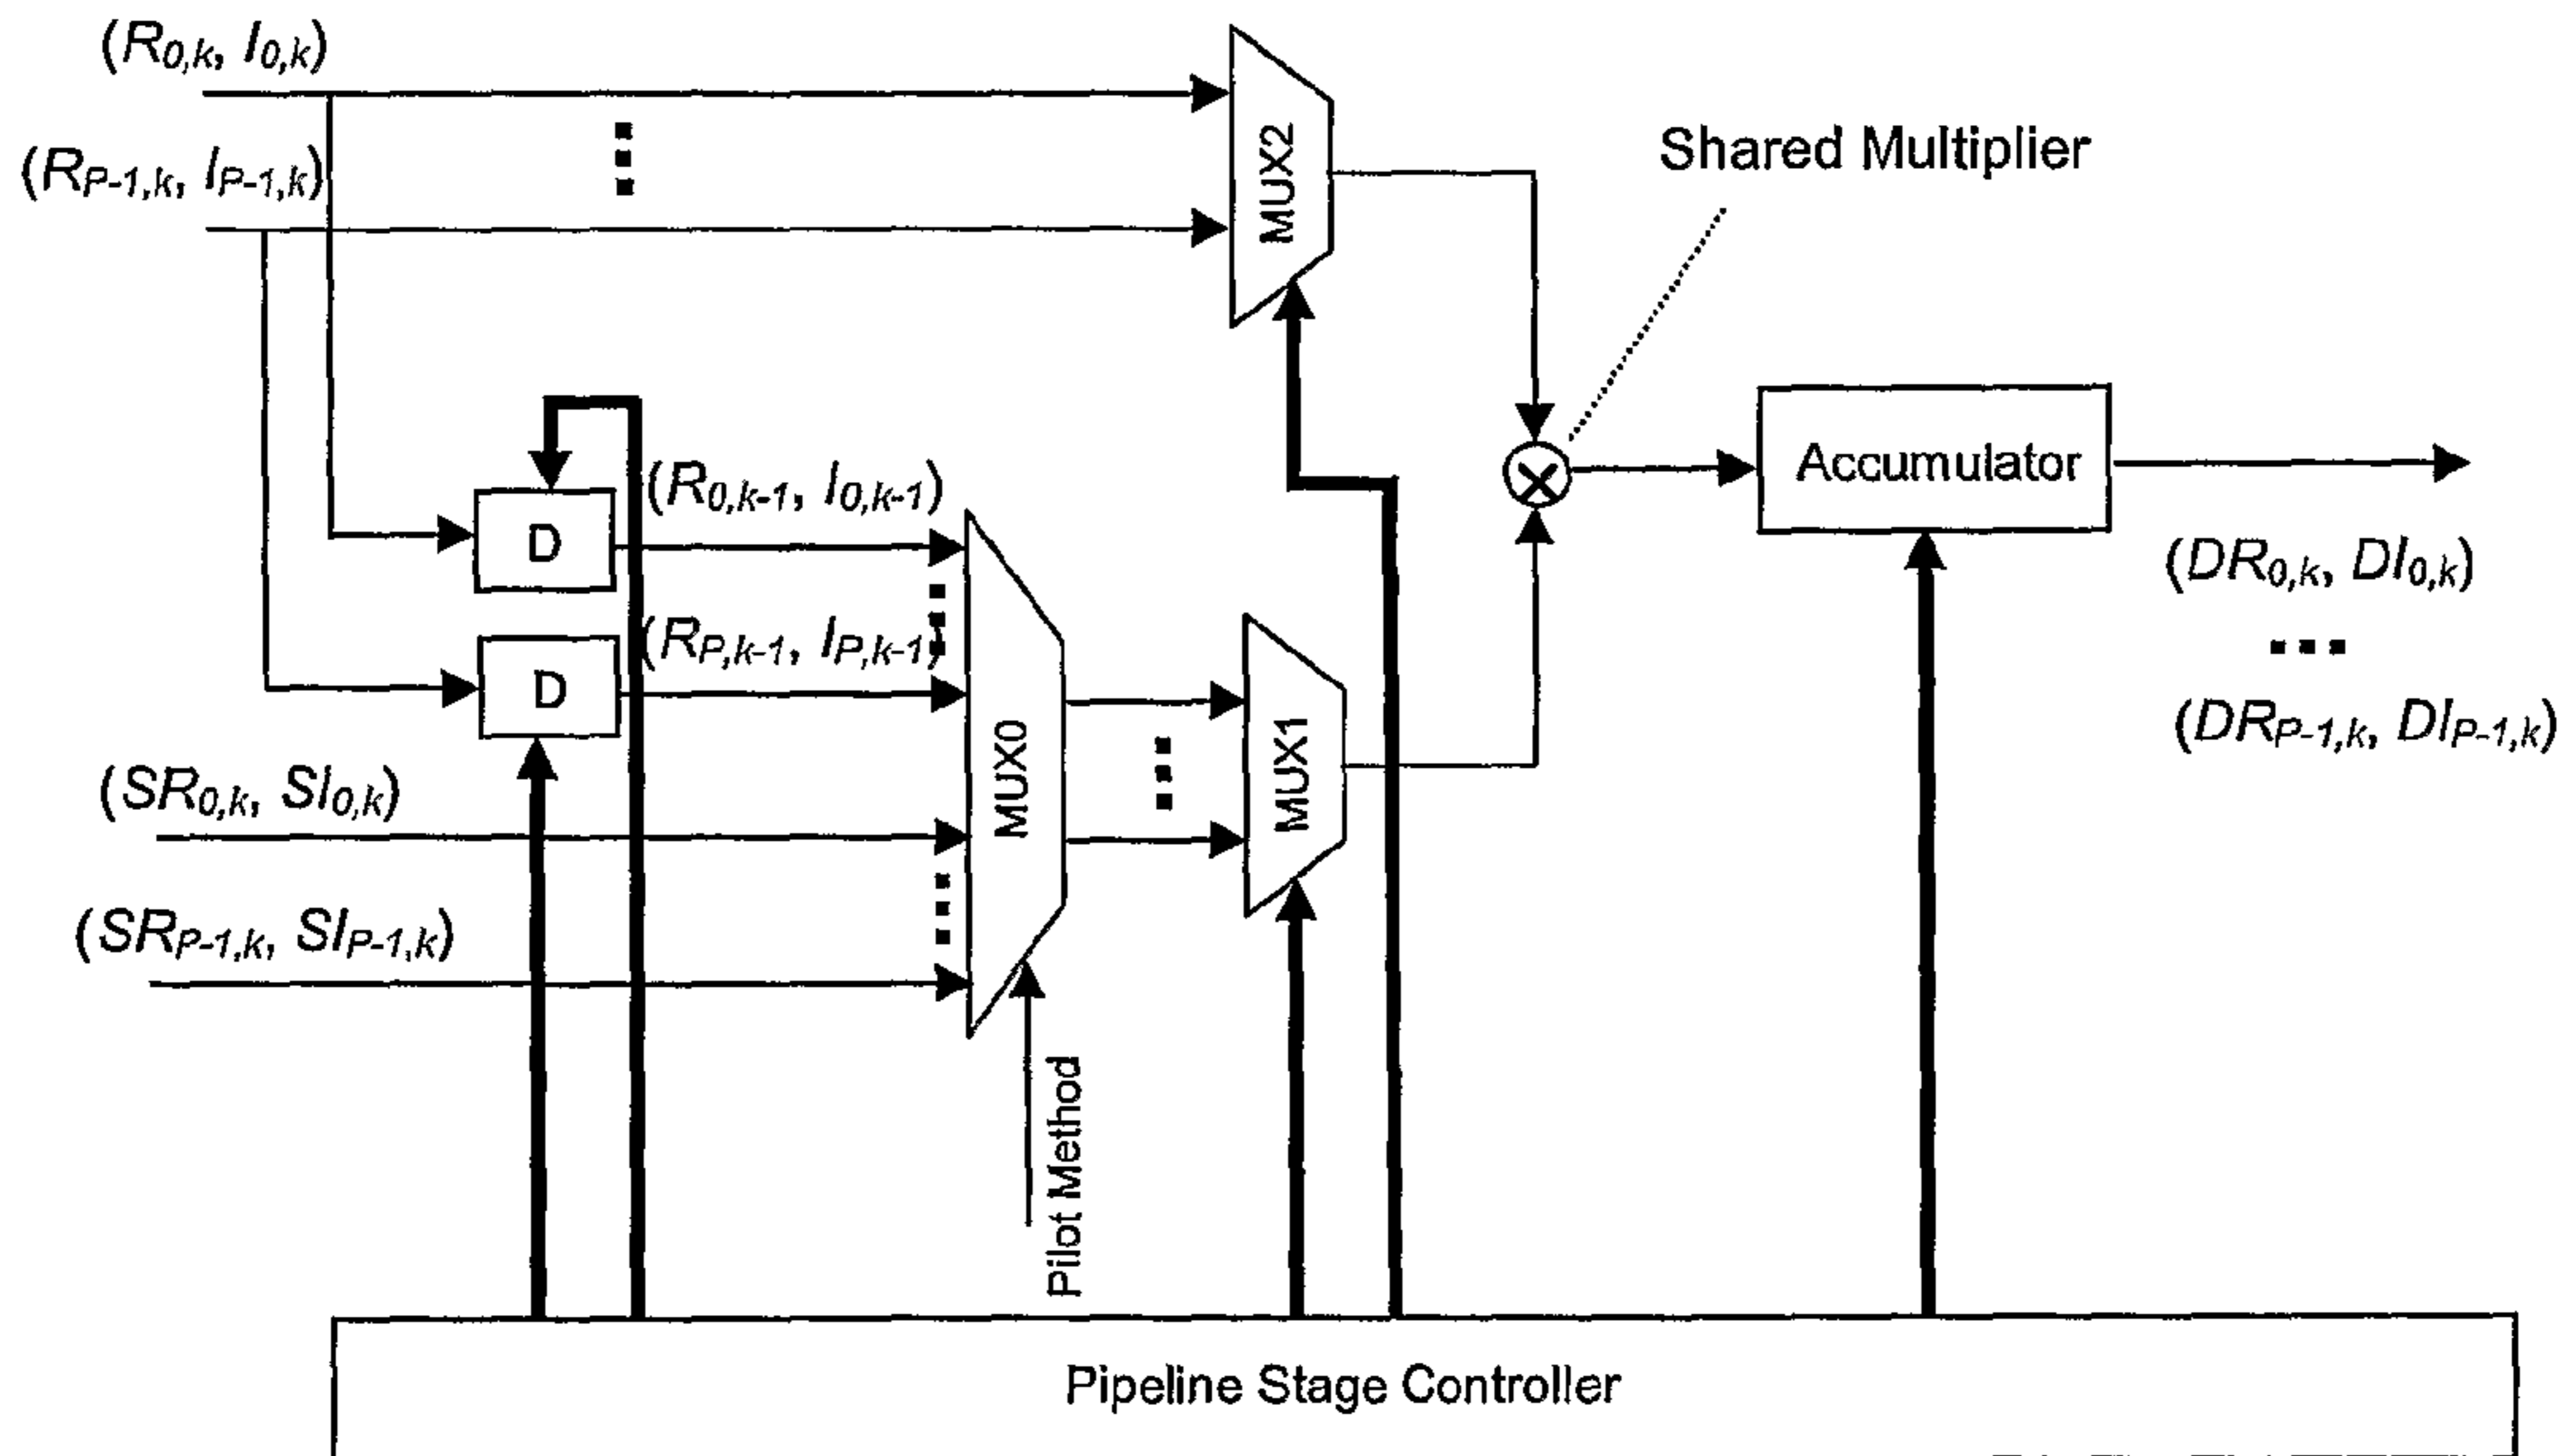 (R0,k, I0,k)
(RP-1,k, IP-1,k)
MUX2
Shared Multiplier
D
(R0,k-1, I0,k-1)
Accumulator
(DR0,k, DI0,k)
D
(RP,k-1, IP,k-1)
MUX0
MUX1
(DRP-1,k, DIP-1,k)
(SR0,k, SI0,k)
(SRP-1,k, SIP-1,k)
Pilot Method
Pipeline Stage Controller